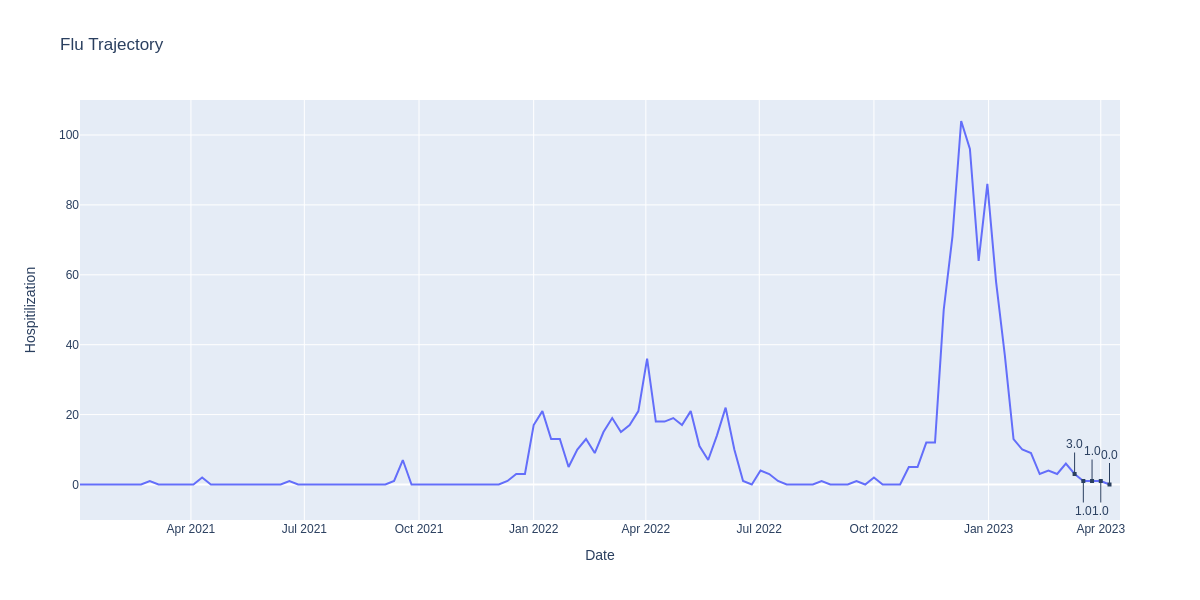 Flu Trajectory
Hospitilization
100
80
60
40
20
0
3.0
1.0
0.0
1.0
1.0
Apr 2021
Jul 2021
Oct 2021
Jan 2022
Apr 2022
Jul 2022
Oct 2022
Jan 2023
Apr 2023
Date